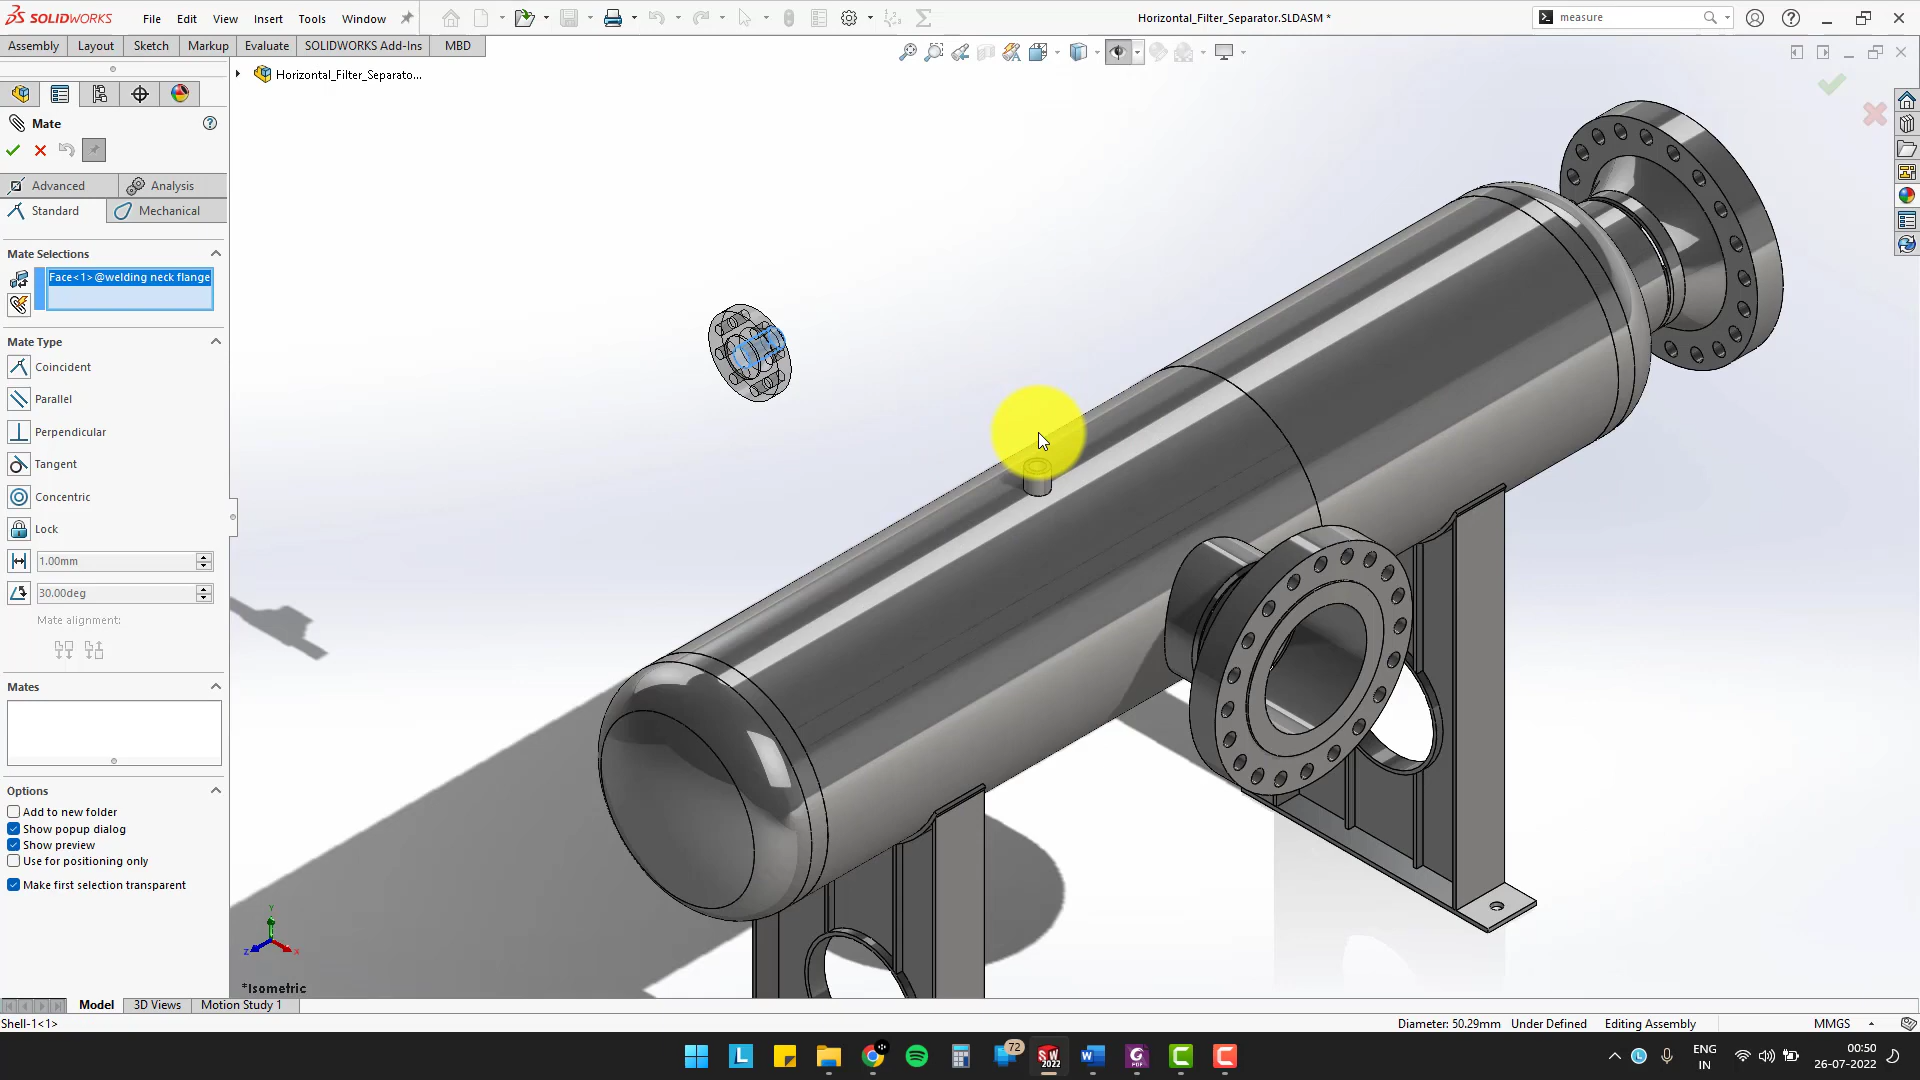 SOLIDWORKS File Edit View Insert Tools Window Horizontal_Filter_Separator.SLDASM * measure
Assembly Layout Sketch Markup Evaluate SOLIDWORKS Add-Ins MBD
Horizontal_Filter_Separato...
Mate
Advanced Analysis
Standard Mechanical
Mate Selections
Face<1>@welding neck flange
Mate Type
Coincident
Parallel
Perpendicular
Tangent
Concentric
Lock
1.00mm
30.00deg
Mate alignment:
Mates
Options
Add to new folder
Show popup dialog
Show preview
Use for positioning only
Make first selection transparent
Y
Z X
*Isometric
Model 3D Views Motion Study 1
Shell-1<1> Diameter: 50.29mm Under Defined Editing Assembly MMGS
72
SW
2022
ENG
IN
00:50
26-07-2022